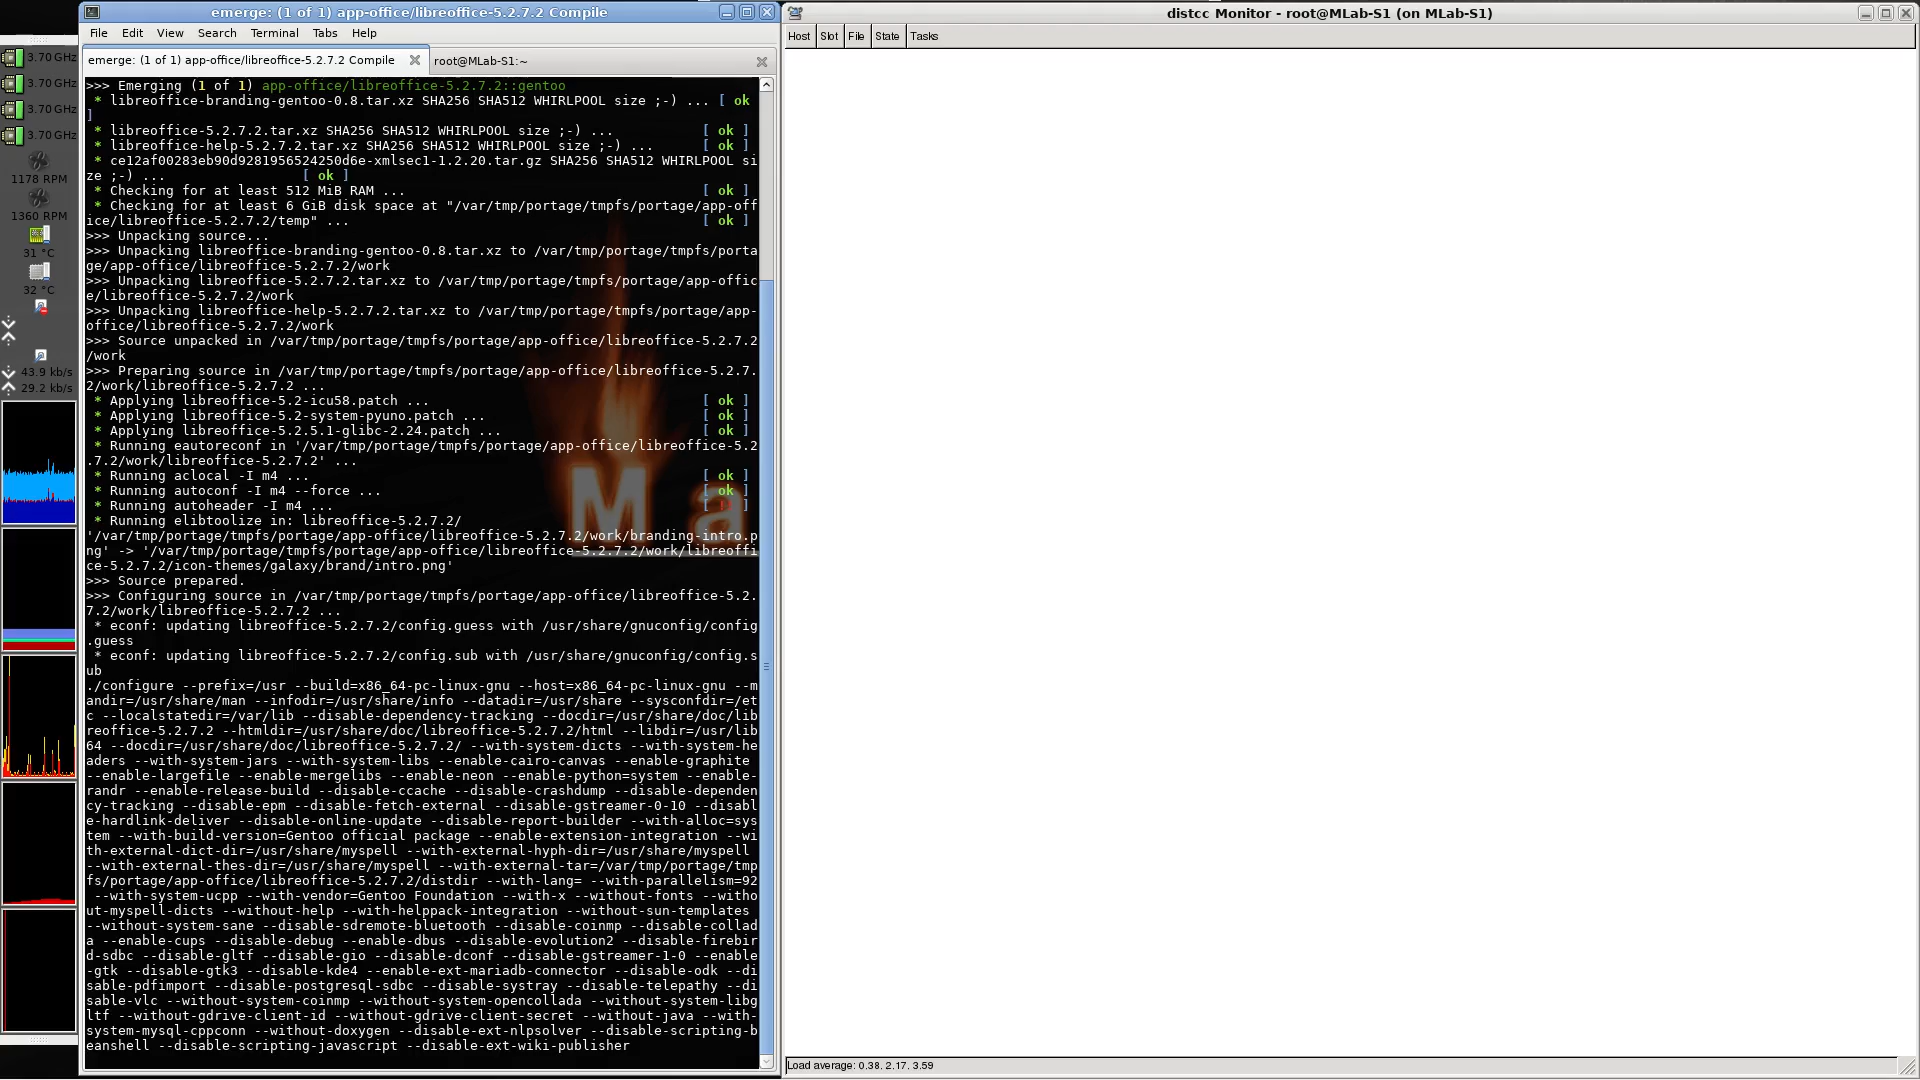 emerge: (1 of 1) app-office/libreoffice-5.2.7.2 Compile
File Edit View Search Terminal Tabs Help
emerge: (1 of 1) app-office/libreoffice-5.2.7.2 Compile
root@MLab-S1:~
3.70 GHz
3.70 GHz
3.70 GHz
3.70 GHz
1178 RPM
1360 RPM
31 °C
32 °C
43.9 kb/s
29.2 kb/s
>>> Emerging (1 of 1) app-office/libreoffice-5.2.7.2::gentoo
 * libreoffice-branding-gentoo-0.8.tar.xz SHA256 SHA512 WHIRLPOOL size ;-) ... [ ok
]
 * libreoffice-5.2.7.2.tar.xz SHA256 SHA512 WHIRLPOOL size ;-) ... [ ok ]
 * libreoffice-help-5.2.7.2.tar.xz SHA256 SHA512 WHIRLPOOL size ;-) ... [ ok ]
 * ce12af00283eb90d9281956524250d6e-xmlsec1-1.2.20.tar.gz SHA256 SHA512 WHIRLPOOL si
ze ;-) ... [ ok ]
 * Checking for at least 512 MiB RAM ... [ ok ]
 * Checking for at least 6 GiB disk space at "/var/tmp/portage/tmpfs/portage/app-off
ice/libreoffice-5.2.7.2/temp" ... [ ok ]
>>> Unpacking source...
>>> Unpacking libreoffice-branding-gentoo-0.8.tar.xz to /var/tmp/portage/tmpfs/porta
ge/app-office/libreoffice-5.2.7.2/work
>>> Unpacking libreoffice-5.2.7.2.tar.xz to /var/tmp/portage/tmpfs/portage/app-offic
e/libreoffice-5.2.7.2/work
>>> Unpacking libreoffice-help-5.2.7.2.tar.xz to /var/tmp/portage/tmpfs/portage/app-
office/libreoffice-5.2.7.2/work
>>> Source unpacked in /var/tmp/portage/tmpfs/portage/app-office/libreoffice-5.2.7.2
/work
>>> Preparing source in /var/tmp/portage/tmpfs/portage/app-office/libreoffice-5.2.7.
2/work/libreoffice-5.2.7.2 ...
 * Applying libreoffice-5.2-icu58.patch ... [ ok ]
 * Applying libreoffice-5.2-system-pyuno.patch ... [ ok ]
 * Applying libreoffice-5.2.5.1-glibc-2.24.patch ... [ ok ]
 * Running eautoreconf in '/var/tmp/portage/tmpfs/portage/app-office/libreoffice-5.2
.7.2/work/libreoffice-5.2.7.2' ...
 * Running aclocal -I m4 ... [ ok ]
 * Running autoconf -I m4 --force ... [ ok ]
 * Running autoheader -I m4 ... [ !! ]
 * Running elibtoolize in: libreoffice-5.2.7.2/
'/var/tmp/portage/tmpfs/portage/app-office/libreoffice-5.2.7.2/work/branding-intro.p
ng' -> '/var/tmp/portage/tmpfs/portage/app-office/libreoffice-5.2.7.2/work/libreoffi
ce-5.2.7.2/icon-themes/galaxy/brand/intro.png'
>>> Source prepared.
>>> Configuring source in /var/tmp/portage/tmpfs/portage/app-office/libreoffice-5.2.
7.2/work/libreoffice-5.2.7.2 ...
 * econf: updating libreoffice-5.2.7.2/config.guess with /usr/share/gnuconfig/config
.guess
 * econf: updating libreoffice-5.2.7.2/config.sub with /usr/share/gnuconfig/config.s
ub
./configure --prefix=/usr --build=x86_64-pc-linux-gnu --host=x86_64-pc-linux-gnu --m
andir=/usr/share/man --infodir=/usr/share/info --datadir=/usr/share --sysconfdir=/et
c --localstatedir=/var/lib --disable-dependency-tracking --docdir=/usr/share/doc/lib
reoffice-5.2.7.2 --htmldir=/usr/share/doc/libreoffice-5.2.7.2/html --libdir=/usr/lib
64 --docdir=/usr/share/doc/libreoffice-5.2.7.2/ --with-system-dicts --with-system-he
aders --with-system-jars --with-system-libs --enable-cairo-canvas --enable-graphite
--enable-largefile --enable-mergelibs --enable-neon --enable-python=system --enable-
randr --enable-release-build --disable-ccache --disable-crashdump --disable-dependen
cy-tracking --disable-epm --disable-fetch-external --disable-gstreamer-0-10 --disabl
e-hardlink-deliver --disable-online-update --disable-report-builder --with-alloc=sys
tem --with-build-version=Gentoo official package --enable-extension-integration --wi
th-external-dict-dir=/usr/share/myspell --with-external-hyph-dir=/usr/share/myspell
--with-external-thes-dir=/usr/share/myspell --with-external-tar=/var/tmp/portage/tmp
fs/portage/app-office/libreoffice-5.2.7.2/distdir --with-lang= --with-parallelism=92
 --with-system-ucpp --with-vendor=Gentoo Foundation --with-x --without-fonts --witho
ut-myspell-dicts --without-help --with-helppack-integration --without-sun-templates
--without-system-sane --disable-sdremote-bluetooth --disable-coinmp --disable-collad
a --enable-cups --disable-debug --enable-dbus --disable-evolution2 --disable-firebir
d-sdbc --disable-gltf --disable-gio --disable-dconf --disable-gstreamer-1-0 --enable
-gtk --disable-gtk3 --disable-kde4 --enable-ext-mariadb-connector --disable-odk --di
sable-pdfimport --disable-postgresql-sdbc --disable-systray --disable-telepathy --di
sable-vlc --without-system-coinmp --without-system-opencollada --without-system-libg
ltf --without-gdrive-client-id --without-gdrive-client-secret --without-java --with-
system-mysql-cppconn --without-doxygen --disable-ext-nlpsolver --disable-scripting-b
eanshell --disable-scripting-javascript --disable-ext-wiki-publisher
M a
distcc Monitor - root@MLab-S1 (on MLab-S1)
Host Slot File State Tasks
Load average: 0.38, 2.17, 3.59